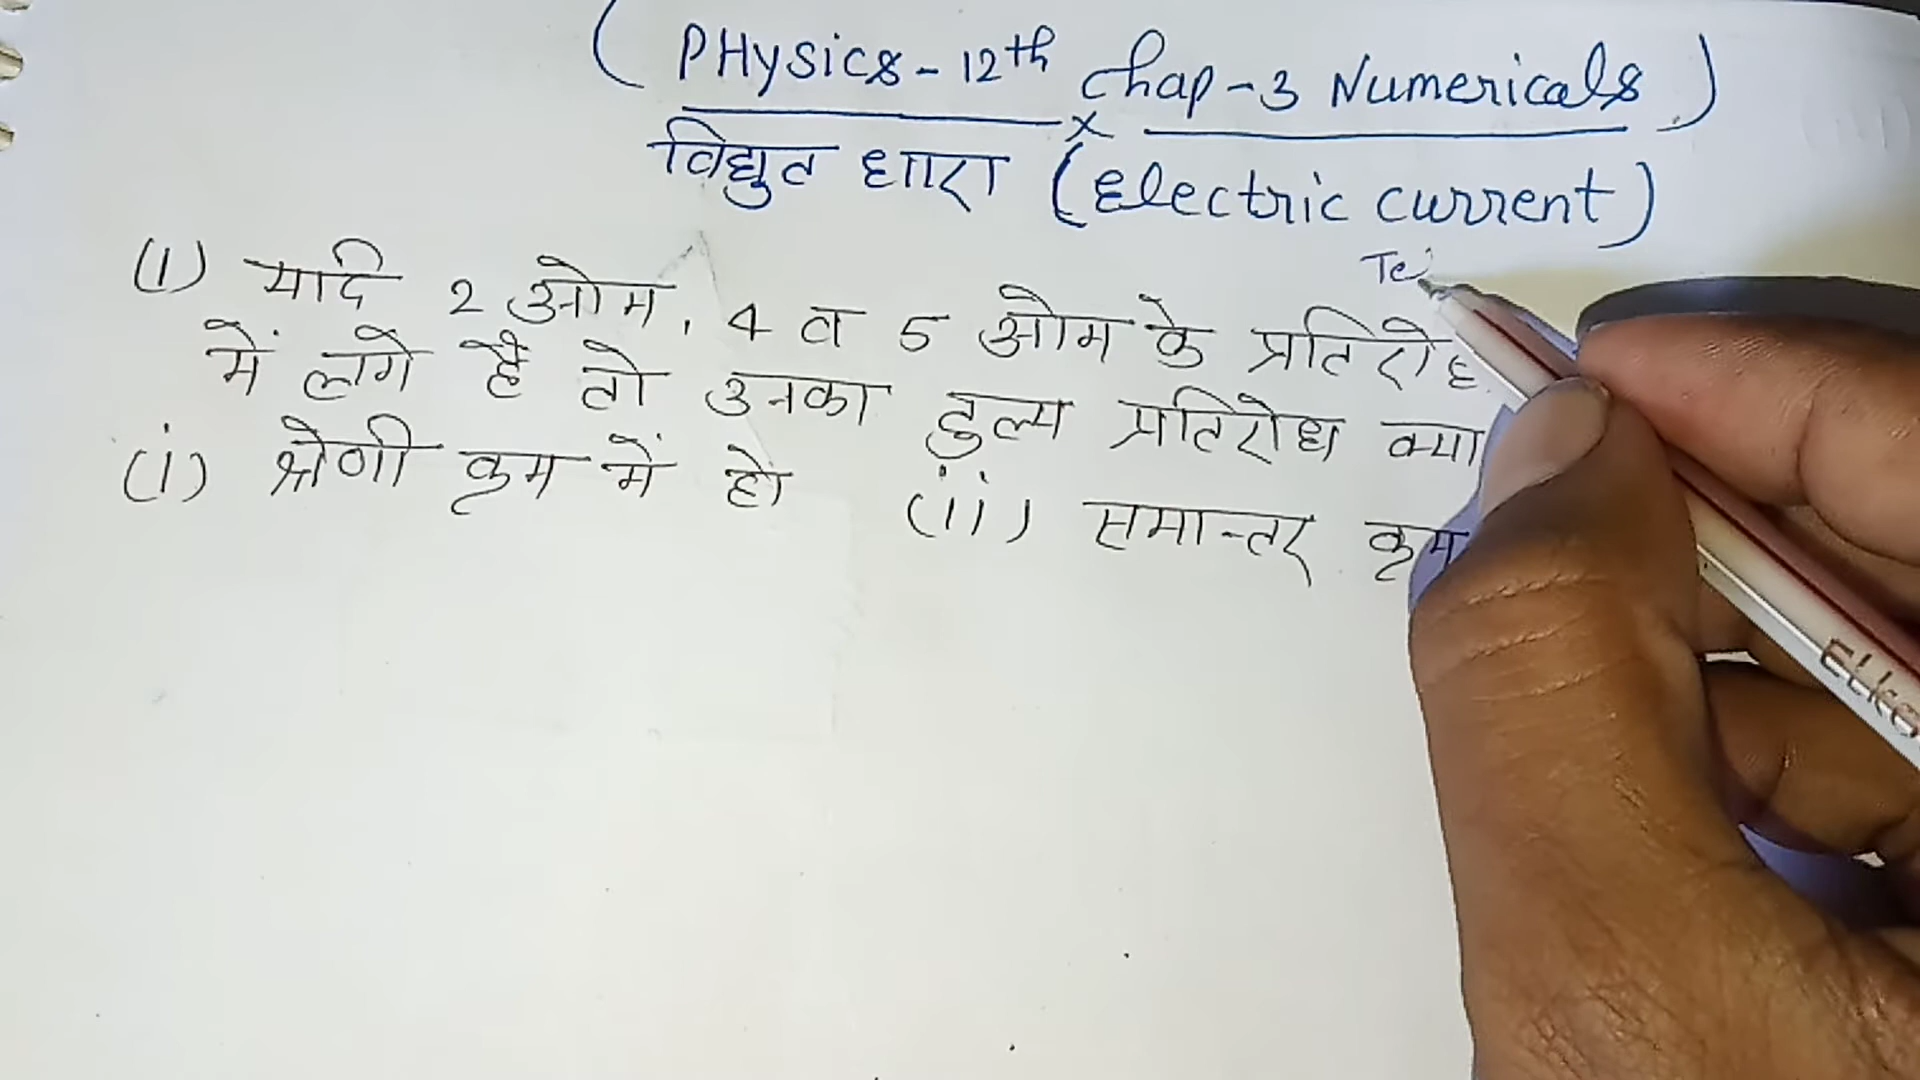 (PHysics-12th Chap-3 Numericals)
विद्युत धारा (Electric current)
Te
(1) यदि 2 ओम, 4 व 5 ओम के प्रतिरोध
में लगे है तो उनका तुल्य प्रतिरोध क्या
(i) श्रेणी क्रम में हो (ii) समान्तर क्रम